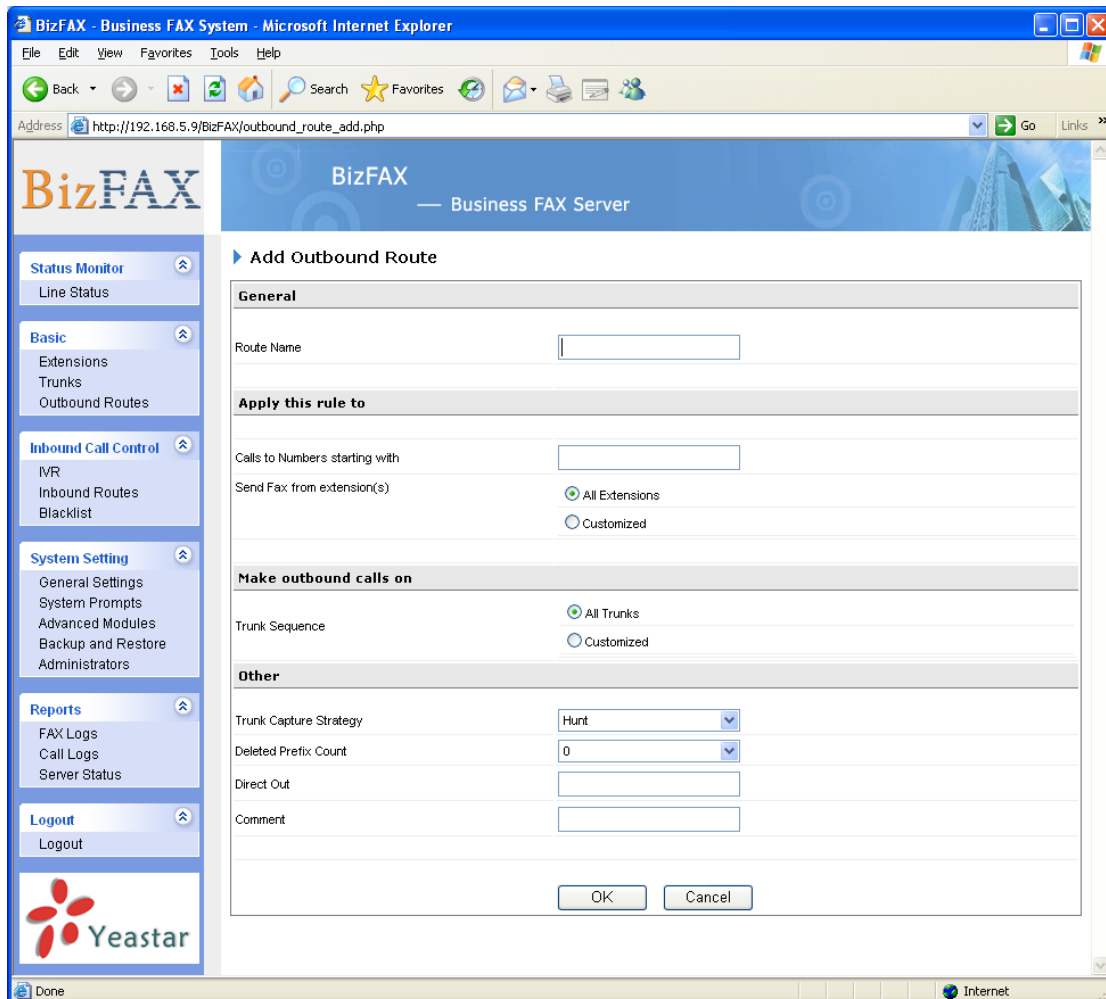 BizFAX - Business FAX System - Microsoft Internet Explorer
File Edit View Favorites Tools Help
Back Search Favorites
Address http://192.168.5.9/BizFAX/outbound_route_add.php Go Links »
BizFAX
BizFAX
— Business FAX Server
Status Monitor
Line Status
Basic
Extensions
Trunks
Outbound Routes
Inbound Call Control
IVR
Inbound Routes
Blacklist
System Setting
General Settings
System Prompts
Advanced Modules
Backup and Restore
Administrators
Reports
FAX Logs
Call Logs
Server Status
Logout
Logout
Yeastar
Add Outbound Route
General
Route Name
Apply this rule to
Calls to Numbers starting with
Send Fax from extension(s)
All Extensions
Customized
Make outbound calls on
Trunk Sequence
All Trunks
Customized
Other
Trunk Capture Strategy Hunt
Deleted Prefix Count 0
Direct Out
Comment
OK Cancel
Done Internet